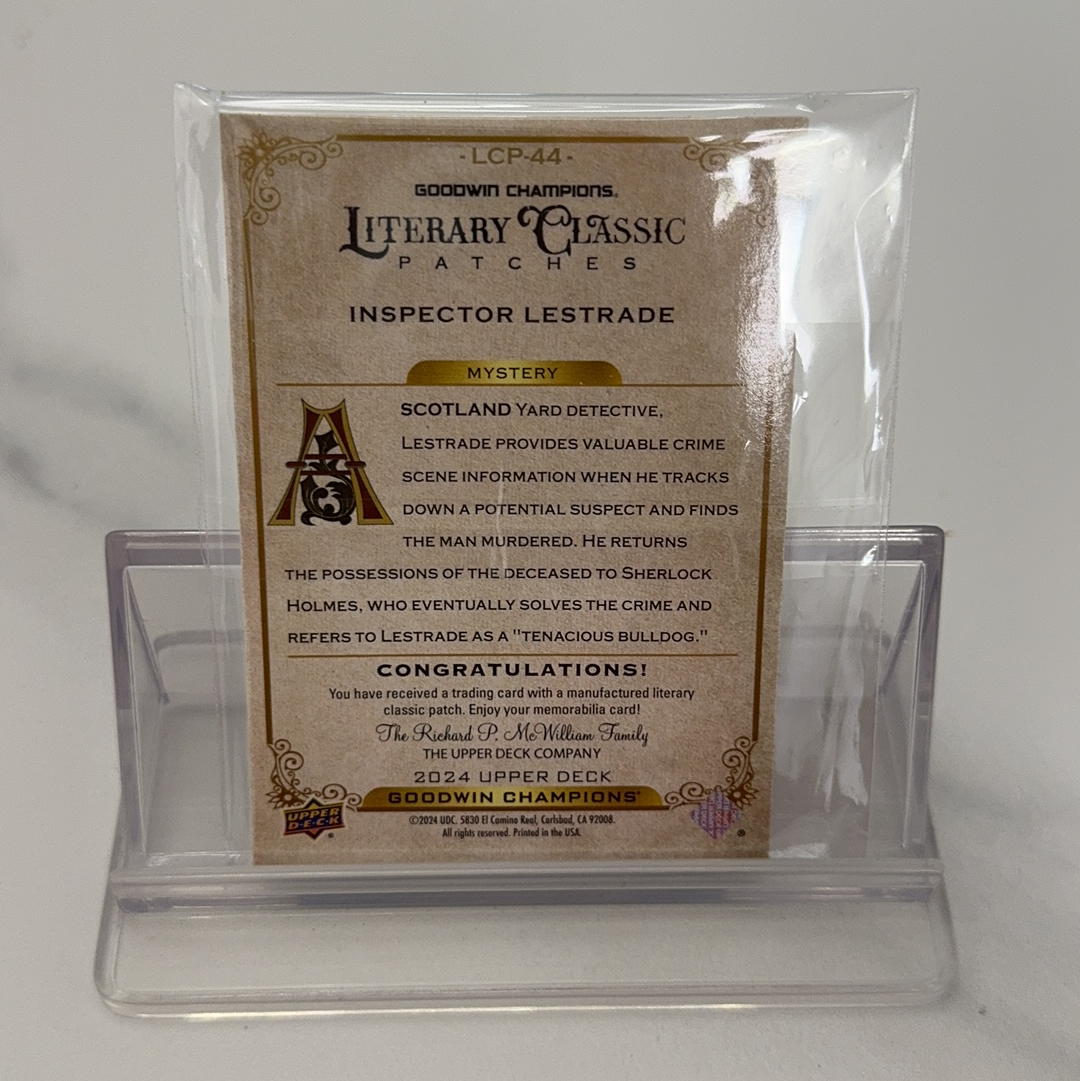 - LCP-44 -
GOODWIN CHAMPIONS®
LITERARY CLASSIC
PATCHES
INSPECTOR LESTRADE
MYSTERY
SCOTLAND YARD DETECTIVE,
LESTRADE PROVIDES VALUABLE CRIME
SCENE INFORMATION WHEN HE TRACKS
DOWN A POTENTIAL SUSPECT AND FINDS
THE MAN MURDERED. HE RETURNS
THE POSSESSIONS OF THE DECEASED TO SHERLOCK
HOLMES, WHO EVENTUALLY SOLVES THE CRIME AND
REFERS TO LESTRADE AS A "TENACIOUS BULLDOG."
CONGRATULATIONS!
You have received a trading card with a manufactured literary
classic patch. Enjoy your memorabilia card!
The Richard P. McWilliam Family
THE UPPER DECK COMPANY
2024 UPPER DECK
GOODWIN CHAMPIONS®
UPPER
D·E·C·K®
©2024 UDC. 5830 El Camino Real, Carlsbad, CA 92008.
All rights reserved. Printed in the USA.